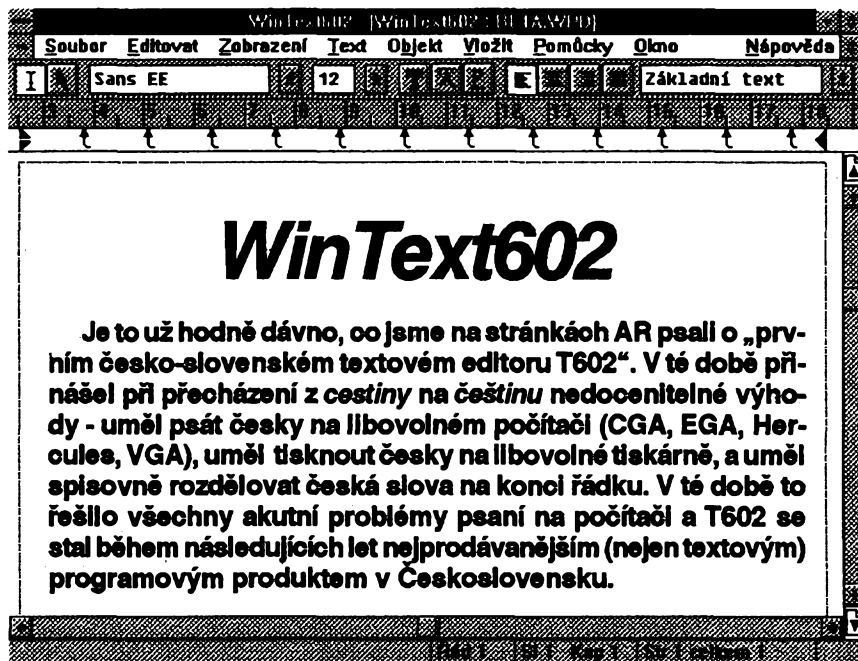 WinText602 - [WinText602 : BETA.WPD]
Soubor Editovat Zobrazení Text Objekt Vložit Pomůcky Okno Nápověda
Sans EE 12 Základní text
WinText602
Je to už hodně dávno, co jsme na stránkách AR psali o „prv-
ním česko-slovenském textovém editoru T602“. V té době při-
nášel při přecházení z cestiny na češtinu nedocenitelné výho-
dy - uměl psát česky na libovolném počítači (CGA, EGA, Her-
cules, VGA), uměl tisknout česky na libovolné tiskárně, a uměl
spisovně rozdělovat česká slova na konci řádku. V té době to
řešilo všechny akutní problémy psaní na počítači a T602 se
stal během následujících let nejprodávanějším (nejen textovým)
programovým produktem v Československu.